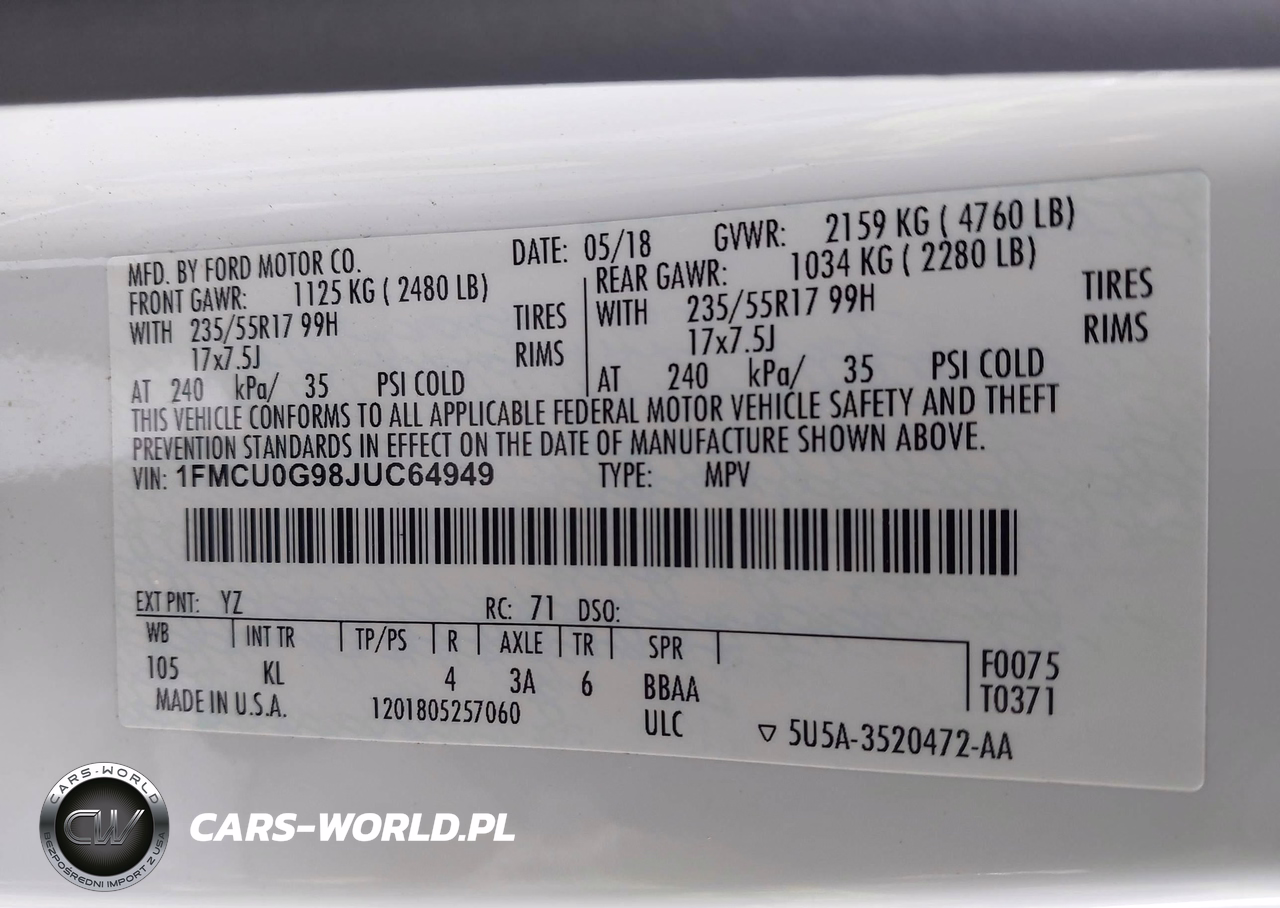 MFD. BY FORD MOTOR CO. DATE: 05/18 GVWR: 2159 KG ( 4760 LB)
FRONT GAWR: 1125 KG ( 2480 LB) REAR GAWR: 1034 KG ( 2280 LB)
WITH 235/55R17 99H TIRES WITH 235/55R17 99H TIRES
17x7.5J RIMS 17x7.5J RIMS
AT 240 kPa/ 35 PSI COLD AT 240 kPa/ 35 PSI COLD
THIS VEHICLE CONFORMS TO ALL APPLICABLE FEDERAL MOTOR VEHICLE SAFETY AND THEFT
PREVENTION STANDARDS IN EFFECT ON THE DATE OF MANUFACTURE SHOWN ABOVE.
VIN: 1FMCU0G98JUC64949 TYPE: MPV
EXT PNT: YZ RC: 71 DSO:
WB INT TR TP/PS R AXLE TR SPR F0075
105 KL 4 3A 6 BBAA T0371
MADE IN U.S.A. 1201805257060 ULC ▽ 5U5A-3520472-AA
CARS-WORLD
CW
BEZPOŚREDNI IMPORT Z USA
CARS-WORLD.PL